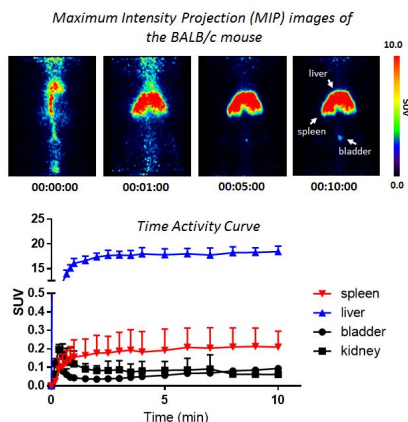 Maximum Intensity Projection (MIP) images of
the BALB/c mouse
10.0
SUV
0.0
liver
spleen
bladder
00:00:00
00:01:00
00:05:00
00:10:00
Time Activity Curve
SUV
25
20
15
0.5
0.4
0.3
0.2
0.1
0.0
0
5
10
Time (min)
spleen
liver
bladder
kidney